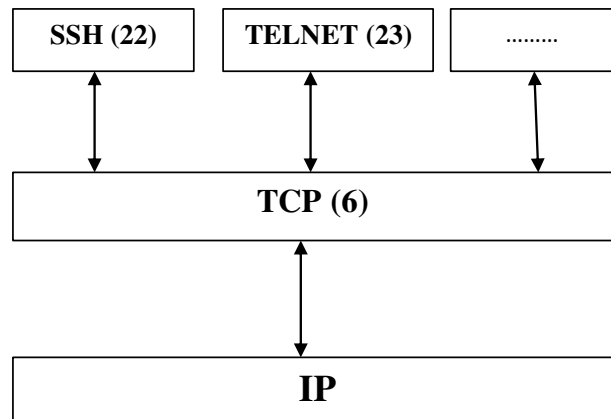 SSH (22)
TELNET (23)
.........
TCP (6)
IP